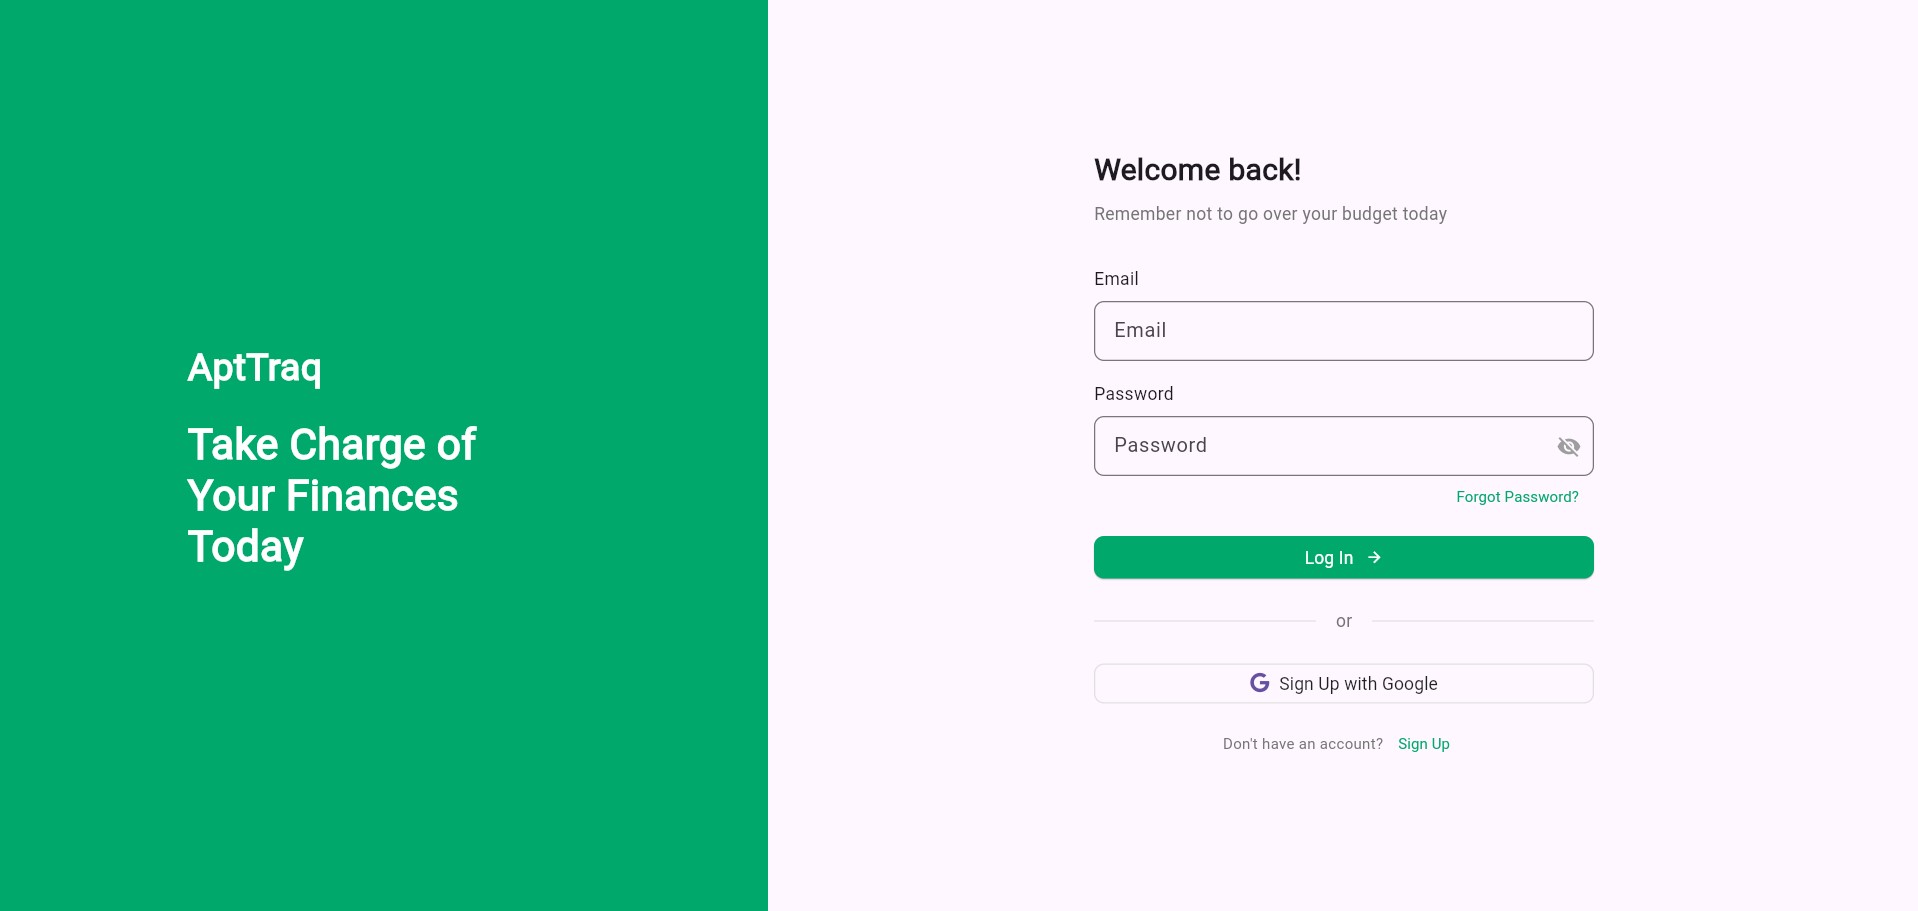 AptTraq
Take Charge of
Your Finances
Today
Welcome back!
Remember not to go over your budget today
Email
Email
Password
Password
Forgot Password?
Log In
or
Sign Up with Google
Don't have an account? Sign Up